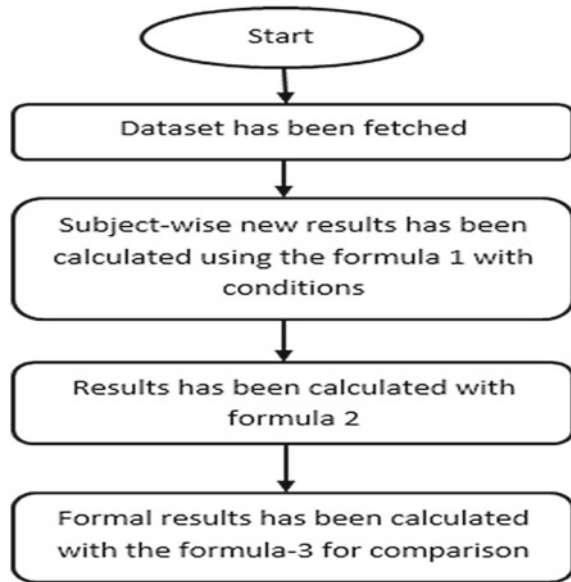 Start
Dataset has been fetched
Subject-wise new results has been
calculated using the formula 1 with
conditions
Results has been calculated with
formula 2
Formal results has been calculated
with the formula-3 for comparison